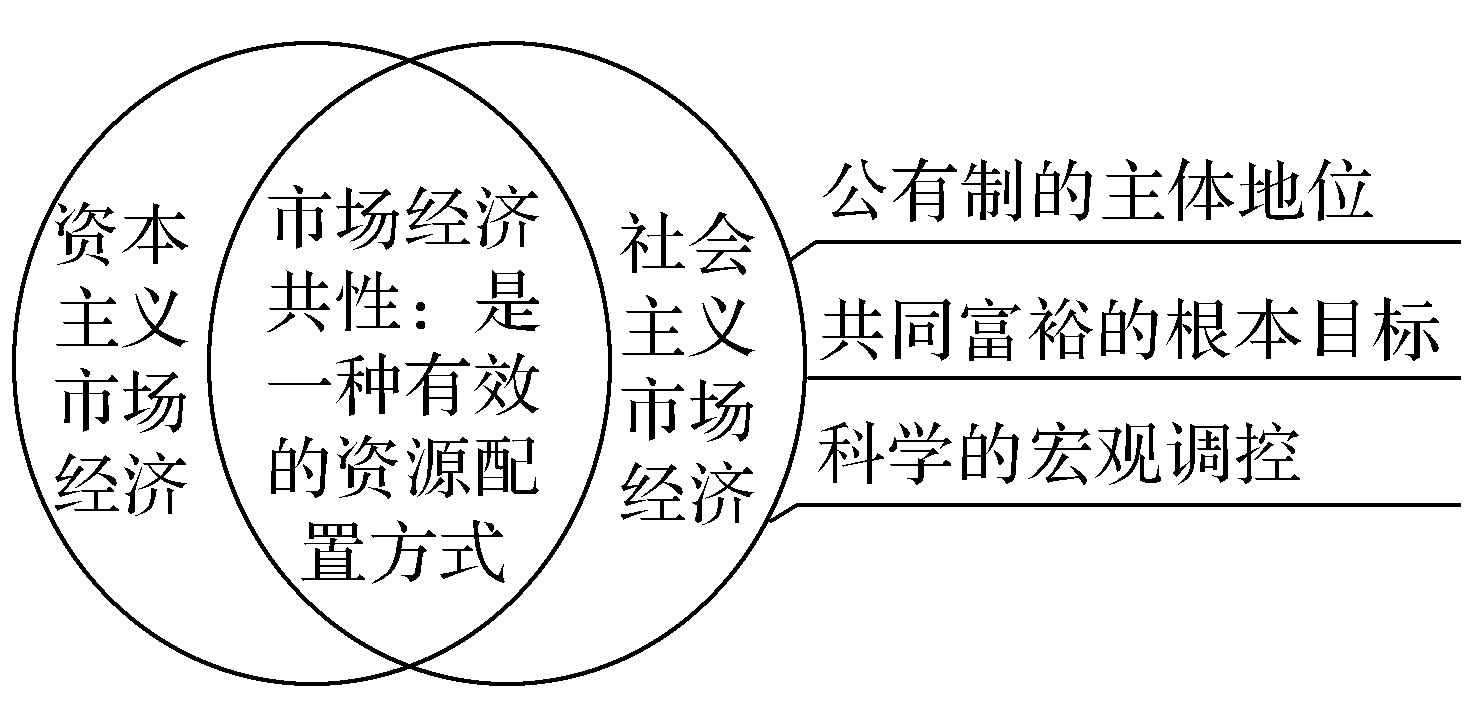 资本
主义
市场
经济
市场经济
共性：是
一种有效
的资源配
置方式
社会
主义
市场
经济
公有制的主体地位
共同富裕的根本目标
科学的宏观调控